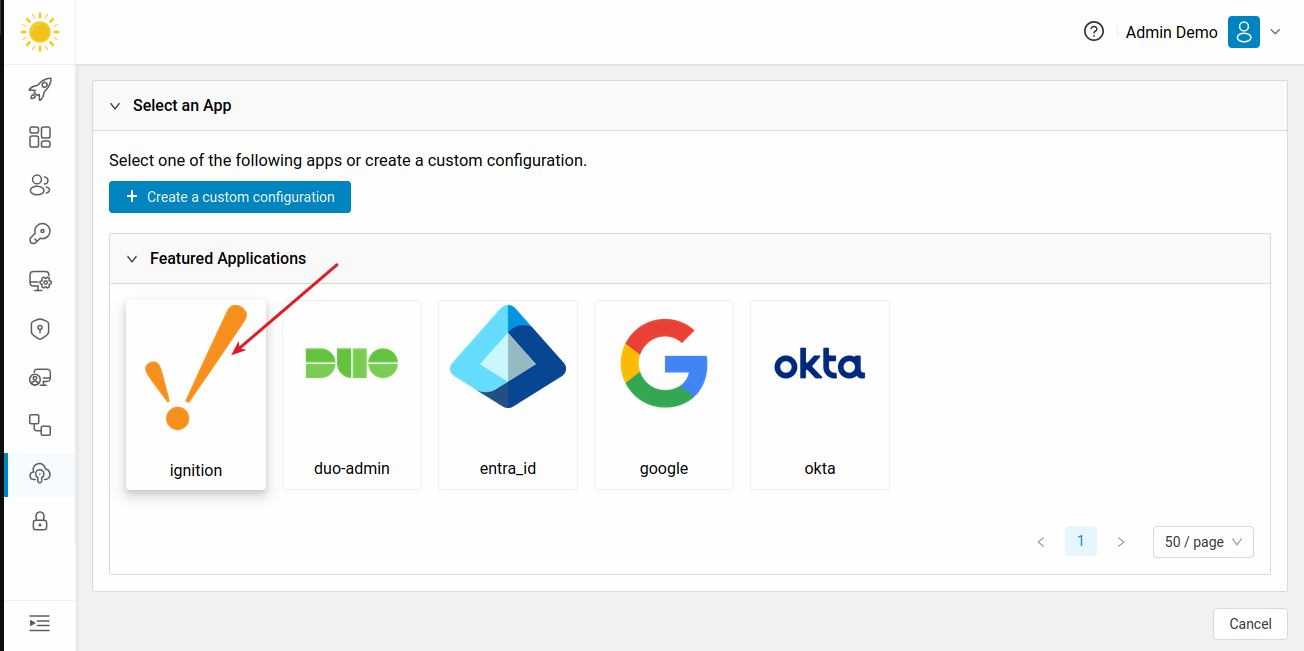 Admin Demo
Select an App
Select one of the following apps or create a custom configuration.
+ Create a custom configuration
Featured Applications
DUO
okta
ignition
duo-admin
entra_id
google
okta
< 1 >
50 / page
Cancel